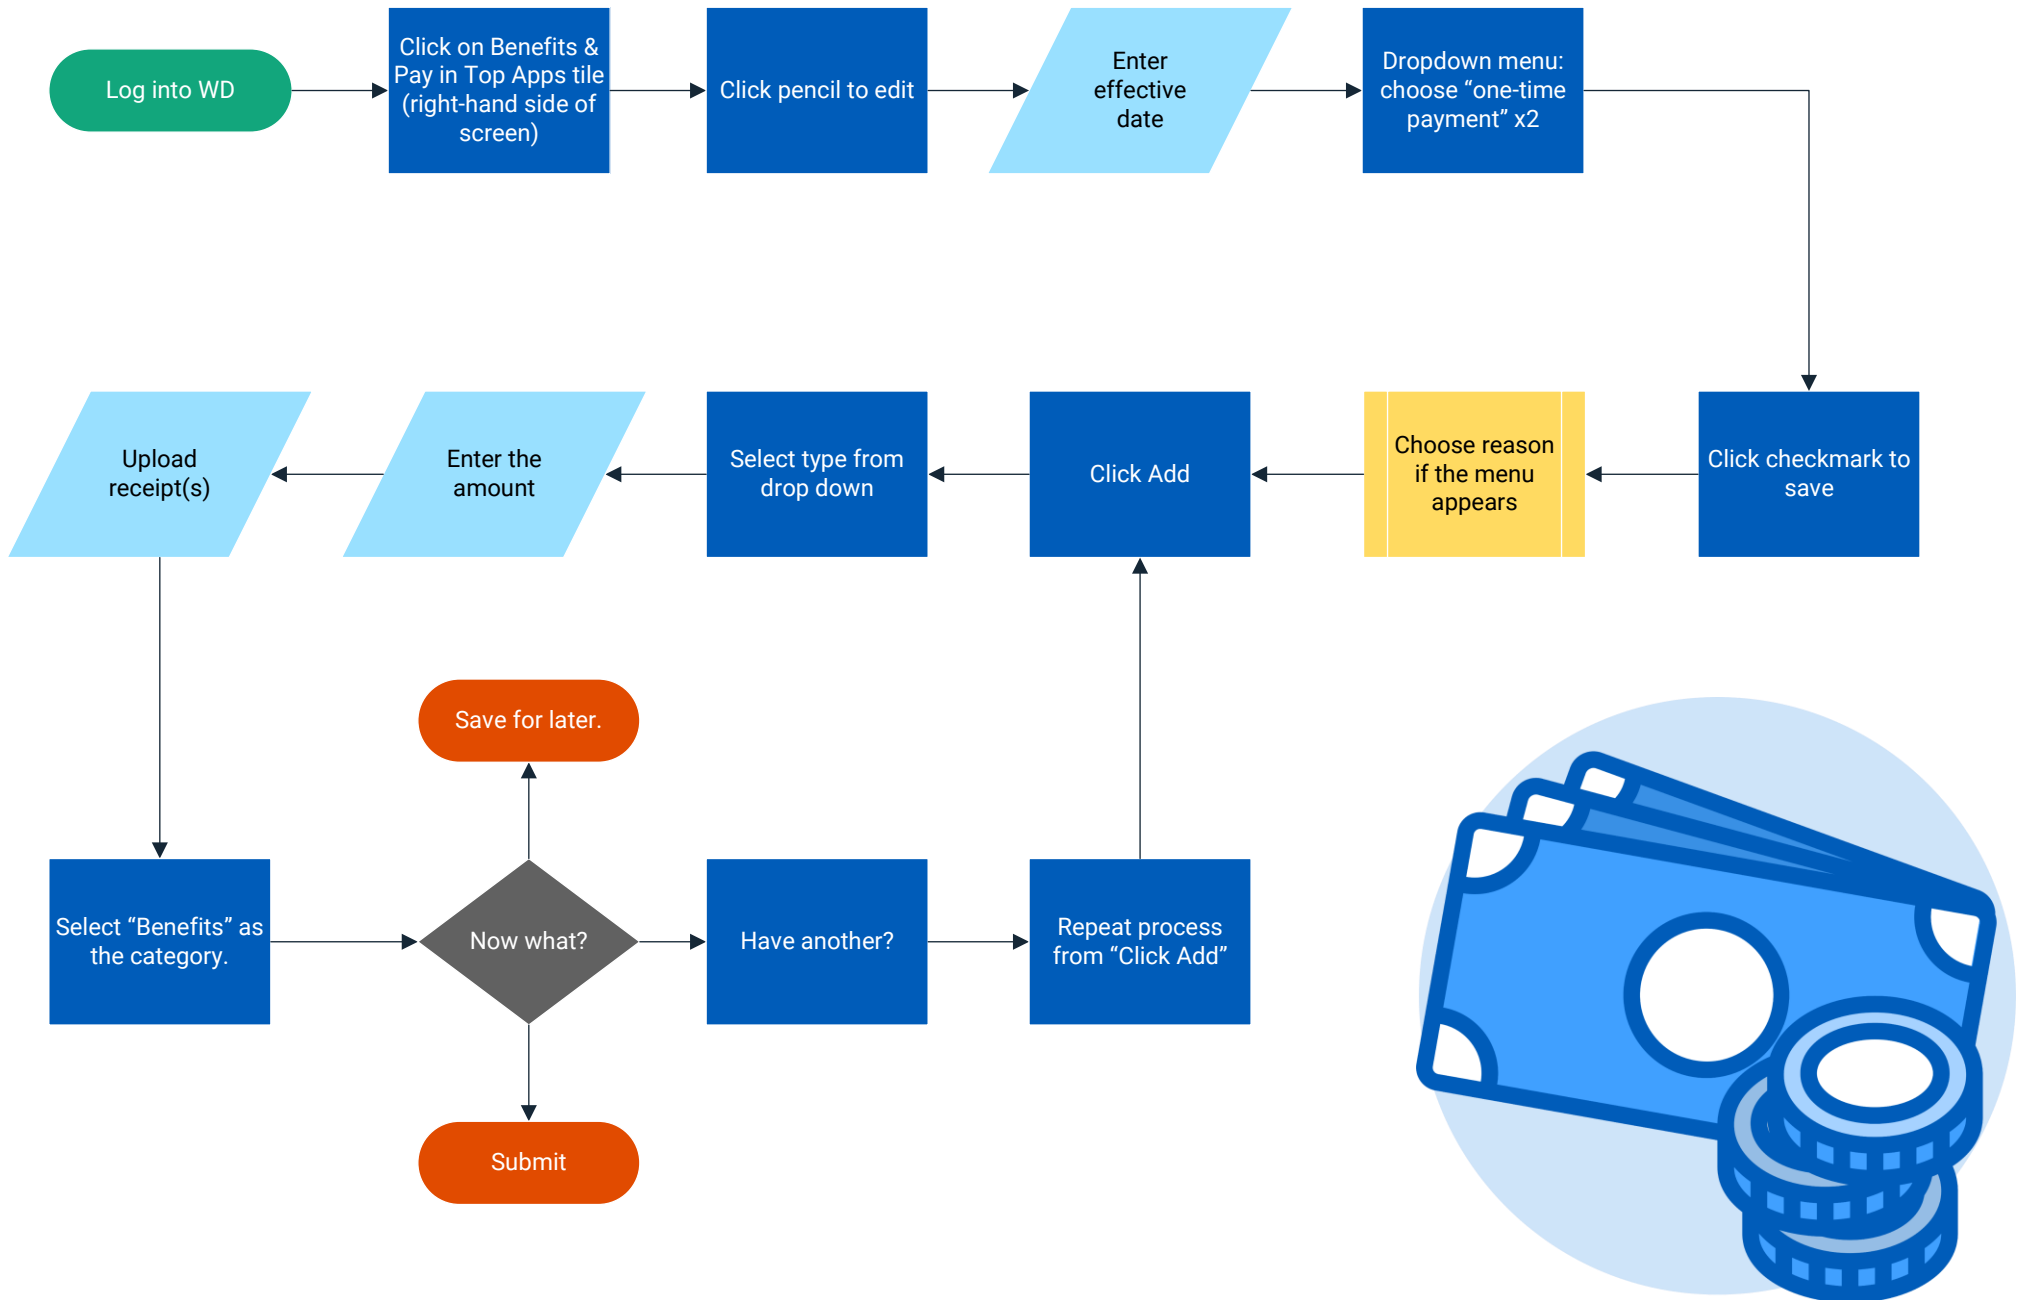 Log into WD
Click on Benefits &
Pay in Top Apps tile
(right-hand side of
screen)
Click pencil to edit
Enter
effective
date
Dropdown menu:
choose “one-time
payment” x2
Click checkmark to
save
Choose reason
if the menu
appears
Click Add
Select type from
drop down
Enter the
amount
Upload
receipt(s)
Select “Benefits” as
the category.
Now what?
Save for later.
Submit
Have another?
Repeat process
from “Click Add”